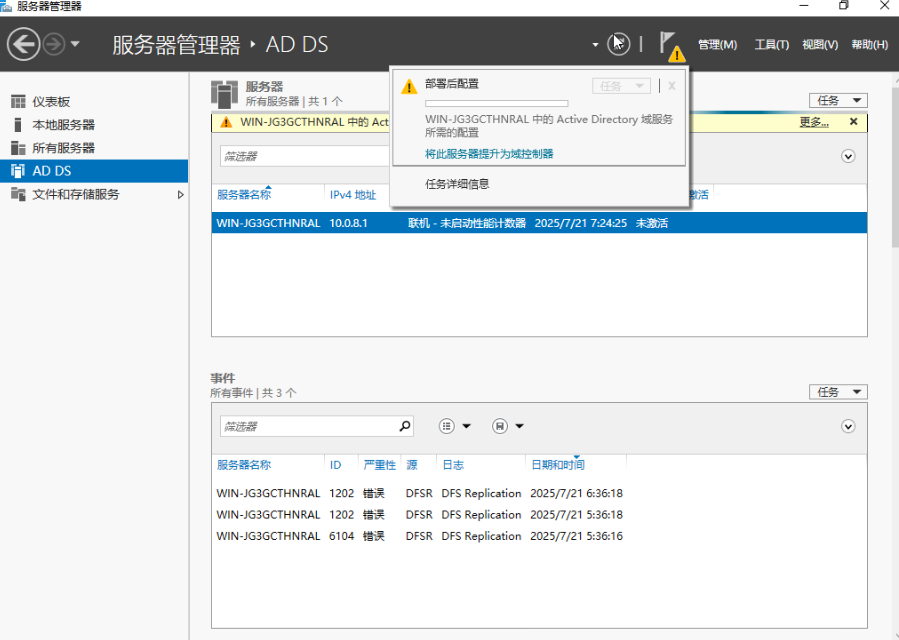 服务器管理器
服务器管理器 · AD DS
管理(M) 工具(T) 视图(V) 帮助(H)
仪表板
本地服务器
所有服务器
AD DS
文件和存储服务
服务器
所有服务器 | 共 1 个
任务
WIN-JG3GCTHNRAL 中的 Act
更多...
筛选器
服务器名称 IPv4 地址 激活
WIN-JG3GCTHNRAL 10.0.8.1 联机 - 未启动性能计数器 2025/7/21 7:24:25 未激活
部署后配置
任务
WIN-JG3GCTHNRAL 中的 Active Directory 域服务
所需的配置
将此服务器提升为域控制器
任务详细信息
事件
所有事件 | 共 3 个
任务
筛选器
服务器名称 ID 严重性 源 日志 日期和时间
WIN-JG3GCTHNRAL 1202 错误 DFSR DFS Replication 2025/7/21 6:36:18
WIN-JG3GCTHNRAL 1202 错误 DFSR DFS Replication 2025/7/21 5:36:18
WIN-JG3GCTHNRAL 6104 错误 DFSR DFS Replication 2025/7/21 5:36:16